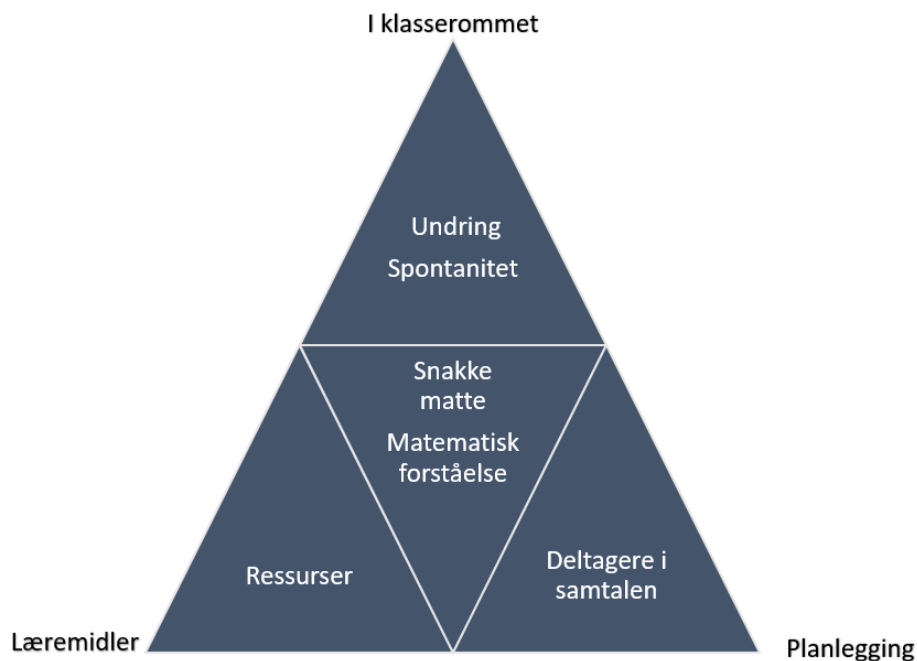 I klasserommet
Undring
Spontanitet
Snakke
matte
Matematisk
forståelse
Ressurser
Deltagere i
samtalen
Læremidler
Planlegging